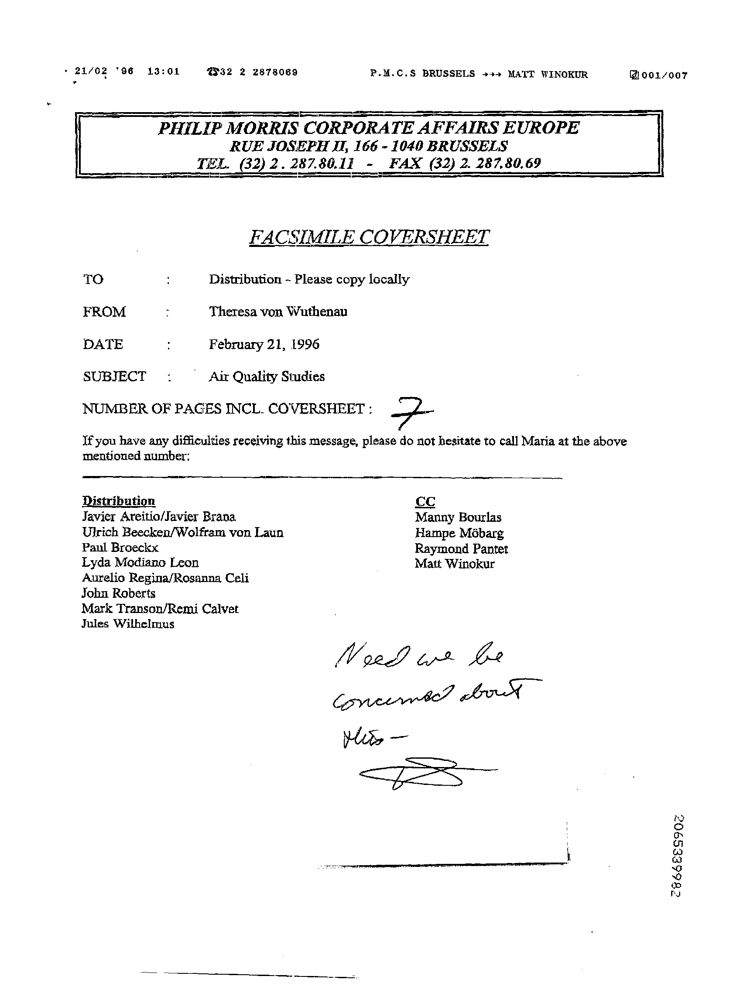 21/02 '96 13:01 ☎32 2 2878069 P.M.C.S BRUSSELS →→→ MATT WINOKUR 001/007
PHILIP MORRIS CORPORATE AFFAIRS EUROPE
RUE JOSEPH II, 166 - 1040 BRUSSELS
TEL. (32) 2. 287.80.11 - FAX (32) 2. 287.80.69
FACSIMILE COVERSHEET
TO : Distribution - Please copy locally
FROM : Theresa von Wuthenau
DATE : February 21, 1996
SUBJECT : Air Quality Studies
NUMBER OF PAGES INCL. COVERSHEET : 7
If you have any difficulties receiving this message, please do not hesitate to call Maria at the above
mentioned number:
Distribution CC
Javier Areitio/Javier Brana Manny Bourlas
Ulrich Beecken/Wolfram von Laun Hampe Möbarg
Paul Broeckx Raymond Pantet
Lyda Modiano Leon Matt Winokur
Aurelio Regina/Rosanna Celi
John Roberts
Mark Transon/Remi Calvet
Jules Wilhelmus
Need we be
concerned about
this -
2065339982